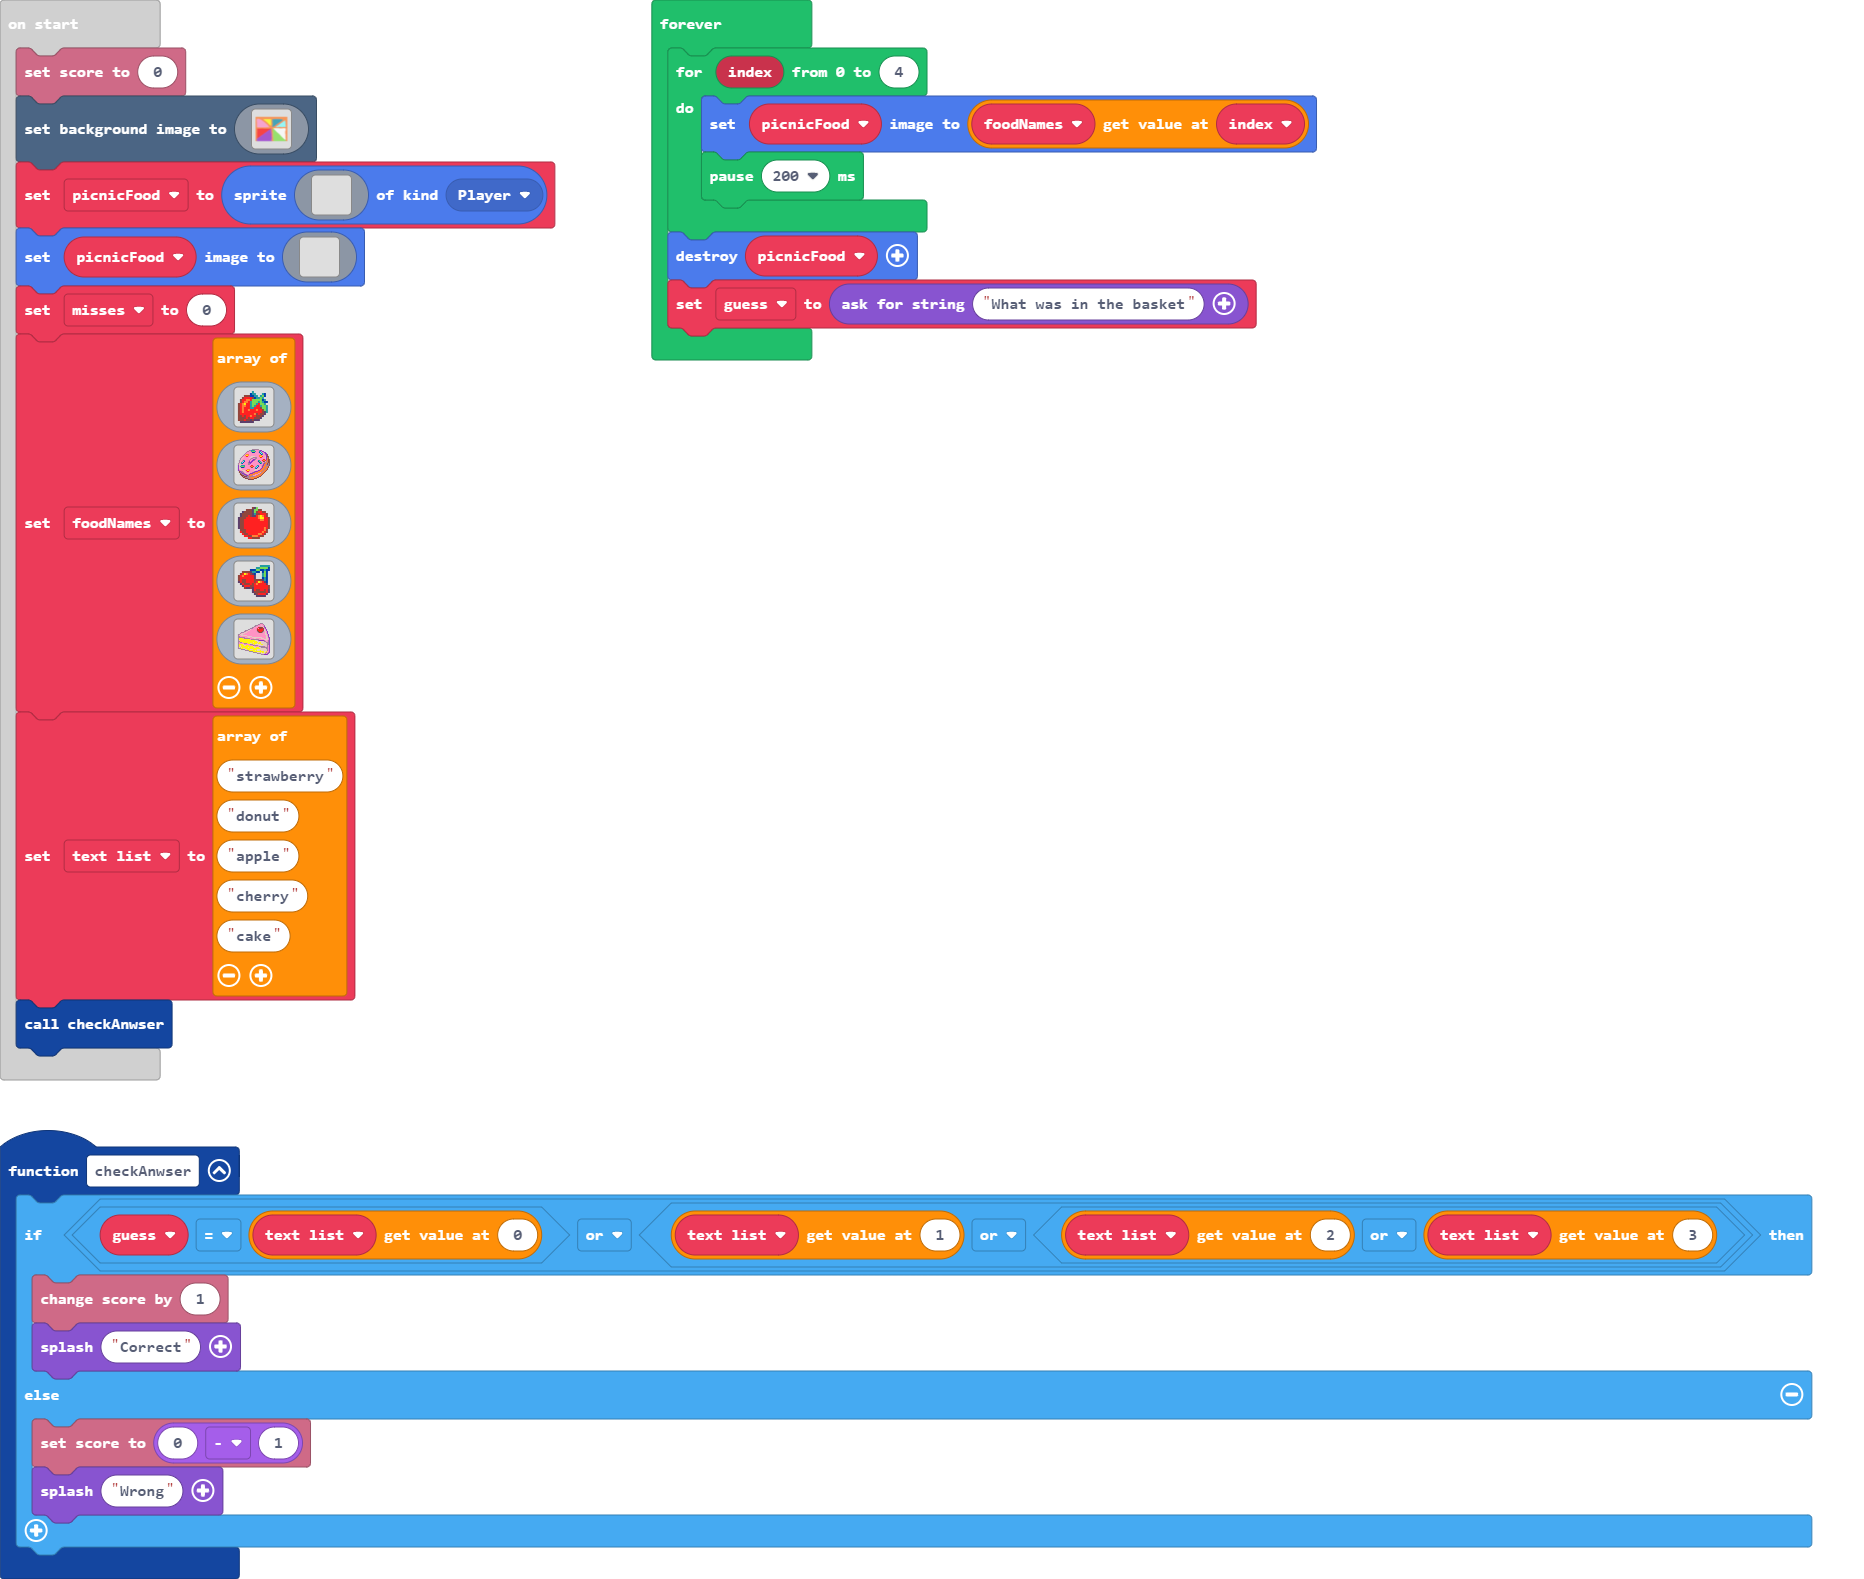 on start
set score to 0
set background image to
set picnicFood to sprite of kind Player
set picnicFood image to
set misses to 0
set foodNames to array of
set text list to array of
"strawberry"
"donut"
"apple"
"cherry"
"cake"
call checkAnwser
forever
for index from 0 to 4
do
set picnicFood image to foodNames get value at index
pause 200 ms
destroy picnicFood
set guess to ask for string "What was in the basket"
function checkAnwser
if guess = text list get value at 0 or text list get value at 1 or text list get value at 2 or text list get value at 3 then
change score by 1
splash "Correct"
else
set score to 0 - 1
splash "Wrong"